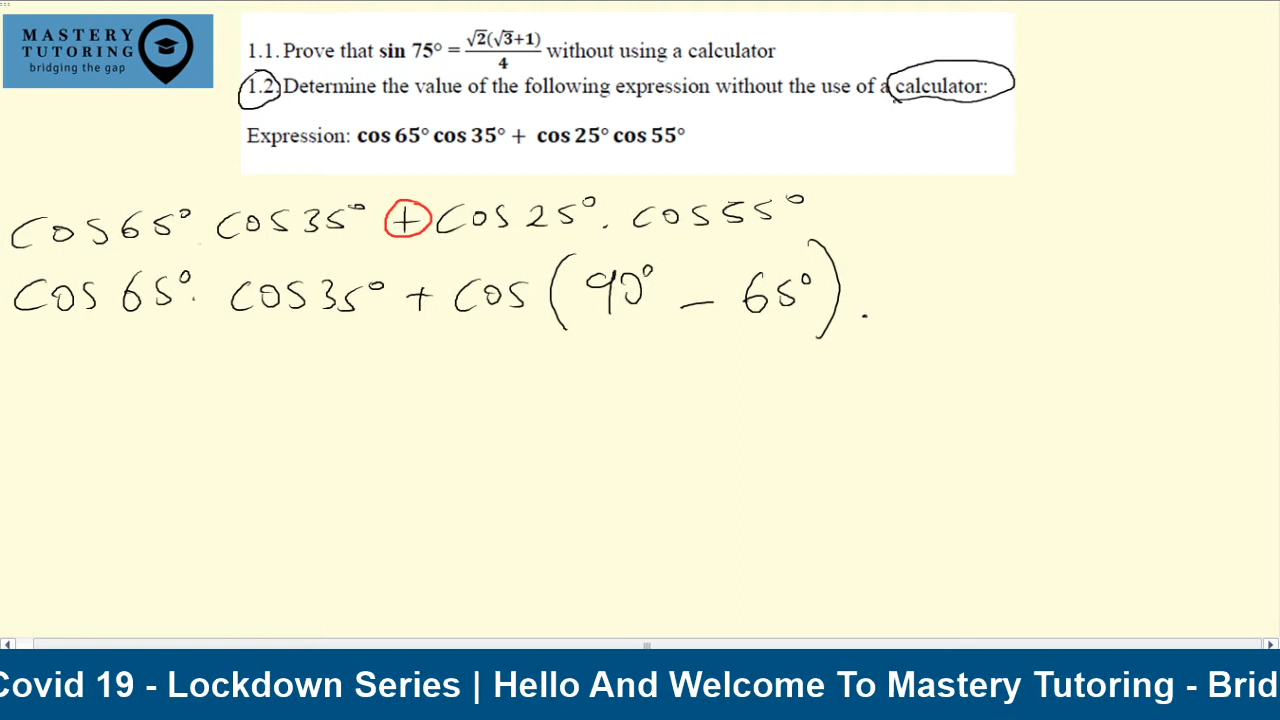 MASTERY
TUTORING
bridging the gap
1.1. Prove that sin 75° = √2(√3+1)/4 without using a calculator
1.2. Determine the value of the following expression without the use of a calculator:
Expression: cos 65° cos 35° + cos 25° cos 55°
cos 65° . cos 35° + cos 25° . cos 55°
cos 65° . cos 35° + cos (90° - 65°) .
Covid 19 - Lockdown Series | Hello And Welcome To Mastery Tutoring - Brid